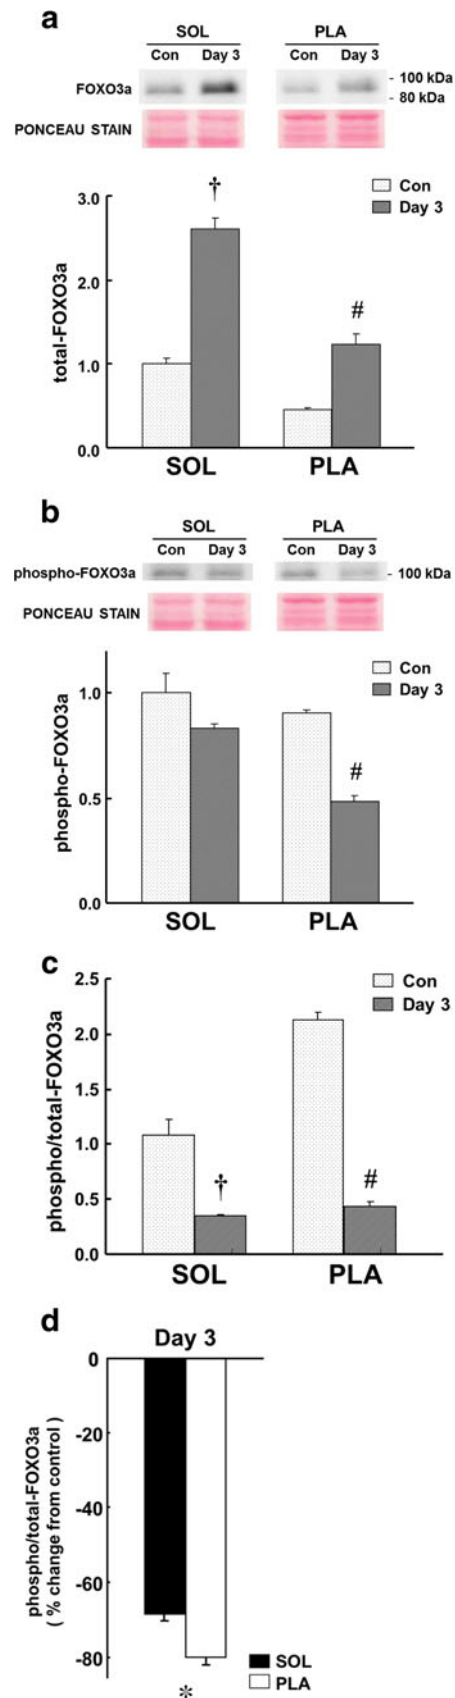 a
SOL PLA
Con Day 3 Con Day 3
FOXO3a - 100 kDa
- 80 kDa
PONCEAU STAIN
Con
Day 3
total-FOXO3a
3.0
2.0
1.0
0.0
†
#
SOL PLA
b
SOL PLA
Con Day 3 Con Day 3
phospho-FOXO3a - 100 kDa
PONCEAU STAIN
Con
Day 3
phospho-FOXO3a
1.0
0.5
0.0
#
SOL PLA
c
Con
Day 3
phospho/total-FOXO3a
2.5
2.0
1.5
1.0
0.5
0.0
†
#
SOL PLA
d
Day 3
phospho/total-FOXO3a
( % change from control )
0
-20
-40
-60
-80
*
SOL
PLA